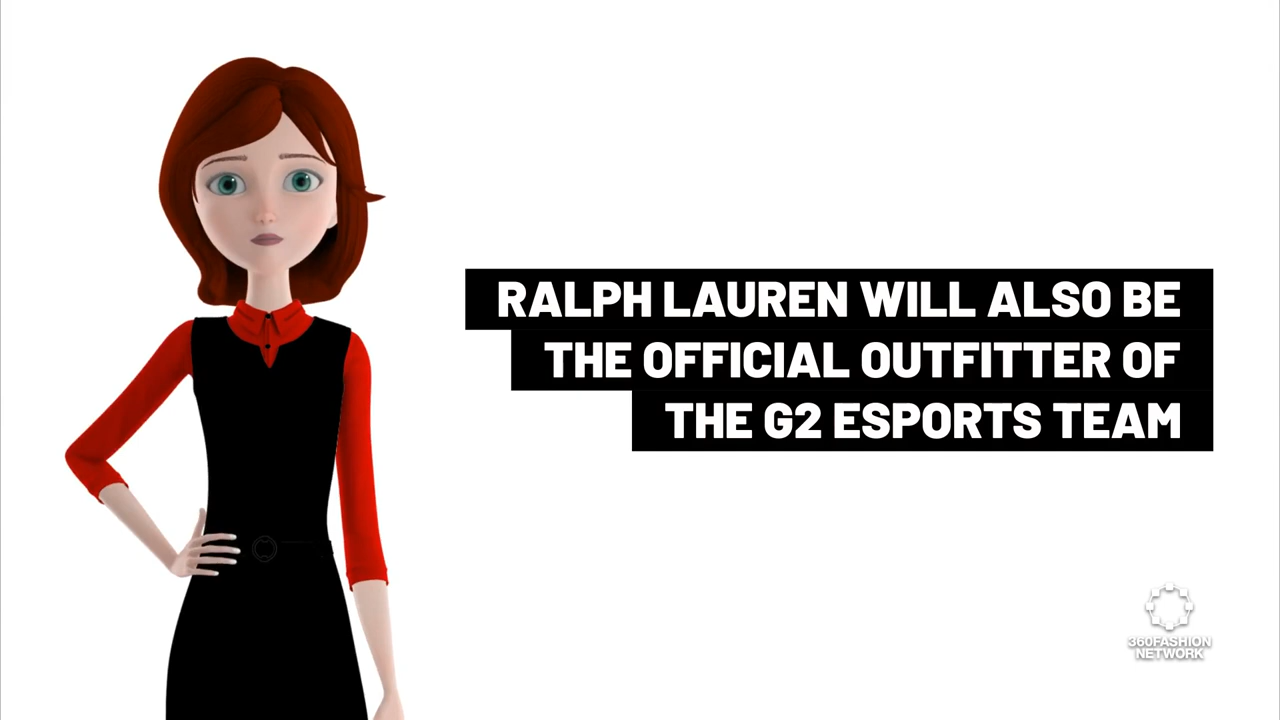 RALPH LAUREN WILL ALSO BE
THE OFFICIAL OUTFITTER OF
THE G2 ESPORTS TEAM
360FASHION
NETWORK